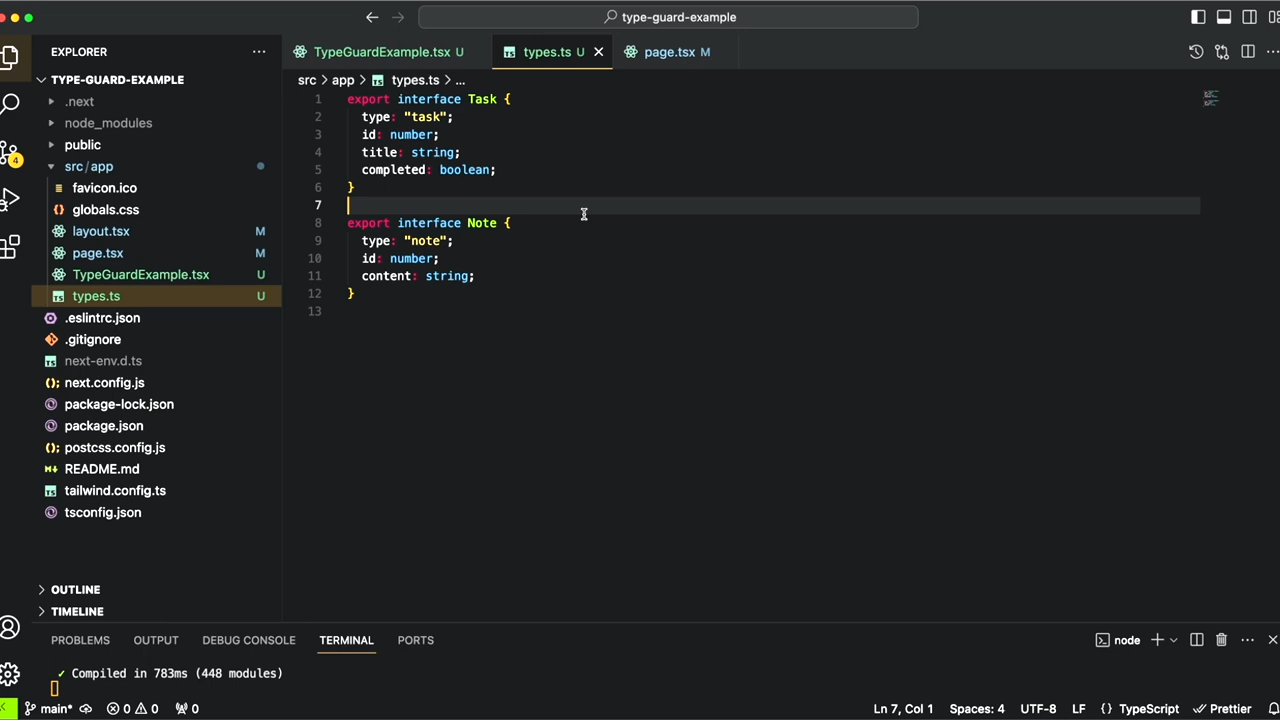 type-guard-example
EXPLORER
TypeGuardExample.tsx U
types.ts U
page.tsx M
TYPE-GUARD-EXAMPLE
src > app > types.ts > ...
.next
node_modules
public
src/app
favicon.ico
globals.css
layout.tsx M
page.tsx M
TypeGuardExample.tsx U
types.ts U
.eslintrc.json
.gitignore
next-env.d.ts
next.config.js
package-lock.json
package.json
postcss.config.js
README.md
tailwind.config.ts
tsconfig.json
OUTLINE
TIMELINE
4
1 export interface Task {
2 type: "task";
3 id: number;
4 title: string;
5 completed: boolean;
6 }
7
8 export interface Note {
9 type: "note";
10 id: number;
11 content: string;
12 }
13
PROBLEMS OUTPUT DEBUG CONSOLE TERMINAL PORTS
node
✓ Compiled in 783ms (448 modules)
main* 0 0 0
Ln 7, Col 1 Spaces: 4 UTF-8 LF {} TypeScript Prettier